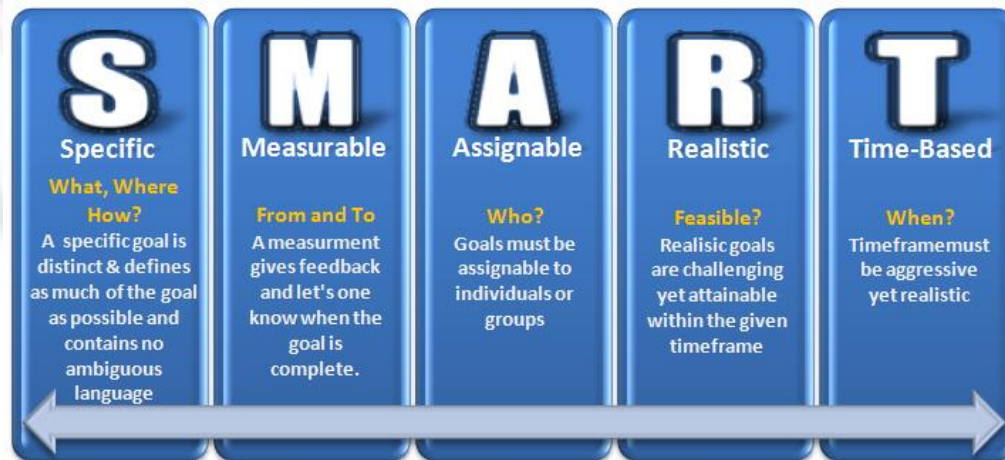 S
Specific
What, Where
How?
A specific goal is
distinct & defines
as much of the goal
as possible and
contains no
ambiguous
language
M
Measurable
From and To
A measurment
gives feedback
and let's one
know when the
goal is
complete.
A
Assignable
Who?
Goals must be
assignable to
individuals or
groups
R
Realistic
Feasible?
Realisic goals
are challenging
yet attainable
within the given
timeframe
T
Time-Based
When?
Timeframemust
be aggressive
yet realistic